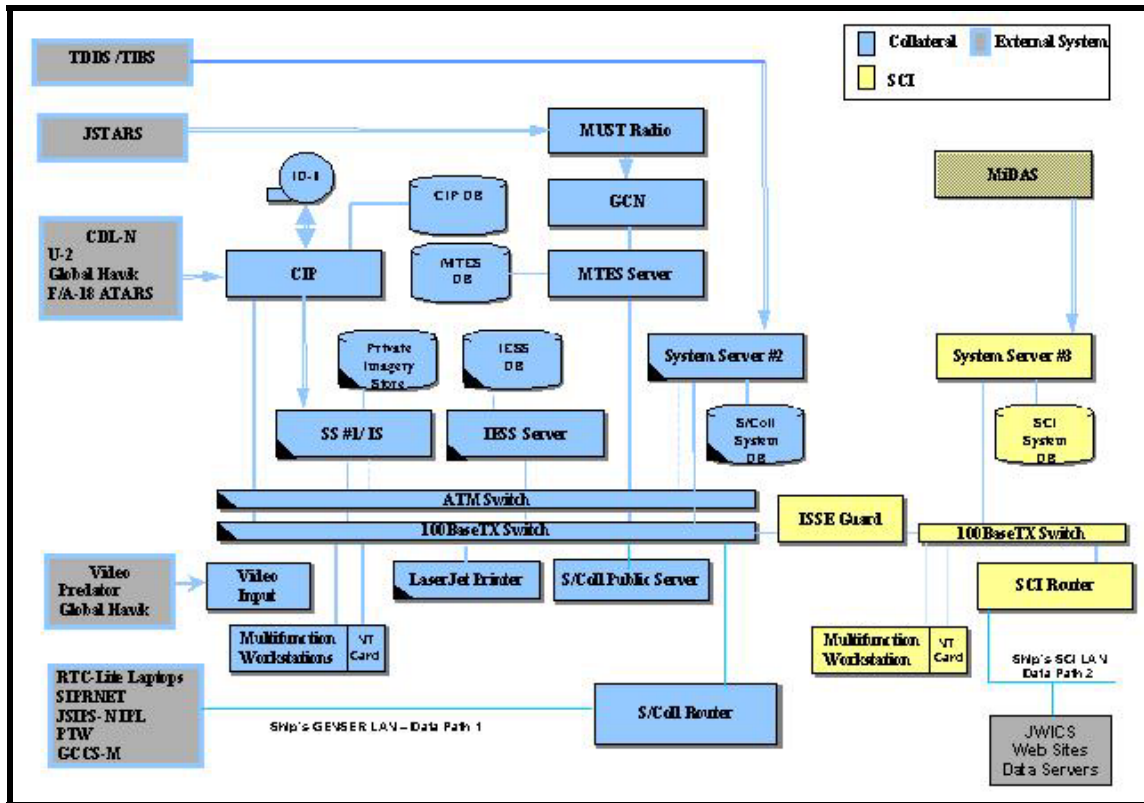 TDDS /TIBS
Collateral
External System
SCI
JSTARS
MUST Radio
ID-1
CIP DB
GCN
MiDAS
CDL-N
U-2
Global Hawk
F/A-18 ATARS
CIP
MTES
DB
MTES Server
Private
Imagery
Store
IESS
DB
System Server #2
System Server #3
SS #1/ IS
IESS Server
S/Coll
System
DB
SCI
System
DB
ATM Switch
100BaseTX Switch
ISSE Guard
100BaseTX Switch
Video
Predator
Global Hawk
Video
Input
LaserJet Printer
S/Coll Public Server
SCI Router
Multifunction
Workstations
VT
Card
Multifunction
Workstation
VT
Card
Ship's SCI LAN
Data Path 2
RTC-Lite Laptops
SIPRNET
JSIPS- NIPL
PTW
GCCS-M
Ship's GENSER LAN – Data Path 1
S/Coll Router
JWICS
Web Sites
Data Servers